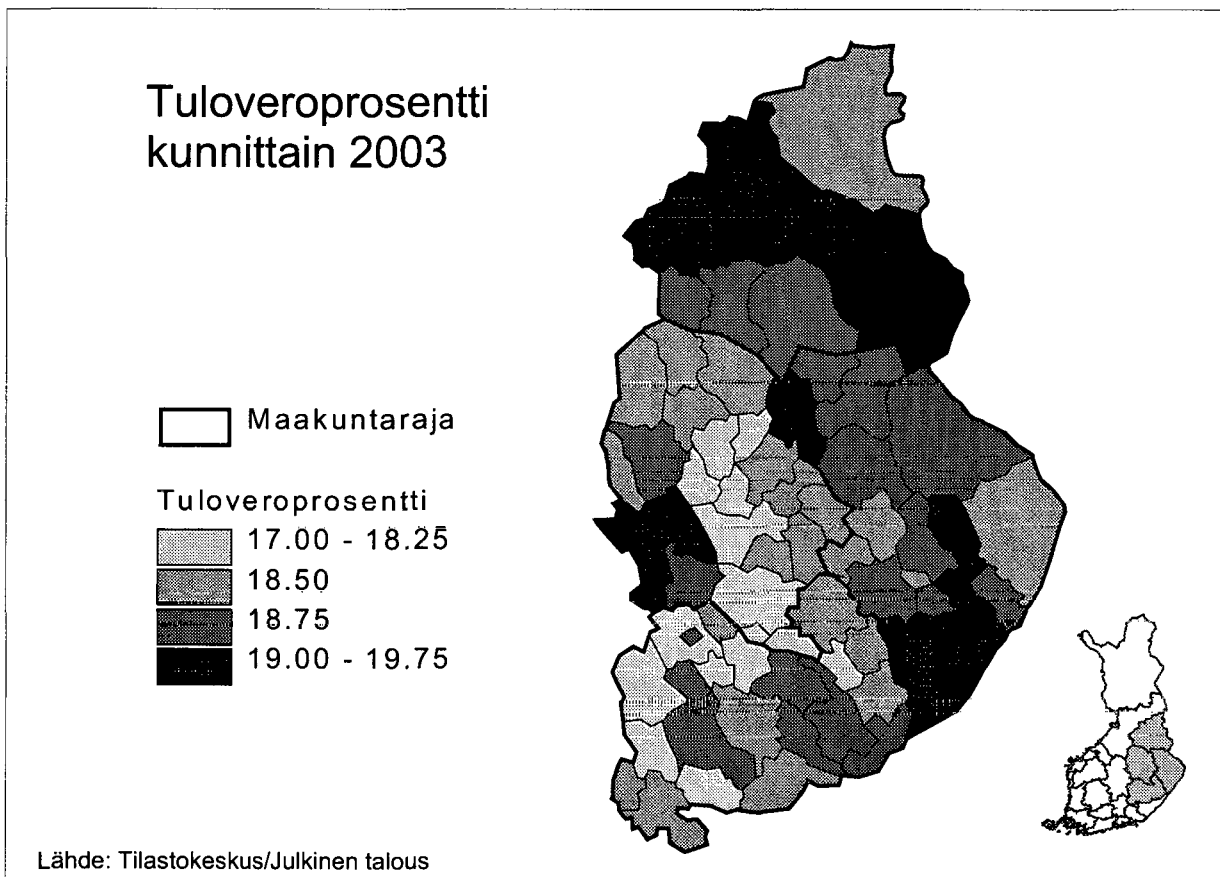 Tuloveroprosentti
kunnittain 2003
Maakuntaraja
Tuloveroprosentti
17.00 - 18.25
18.50
18.75
19.00 - 19.75
Lähde: Tilastokeskus/Julkinen talous